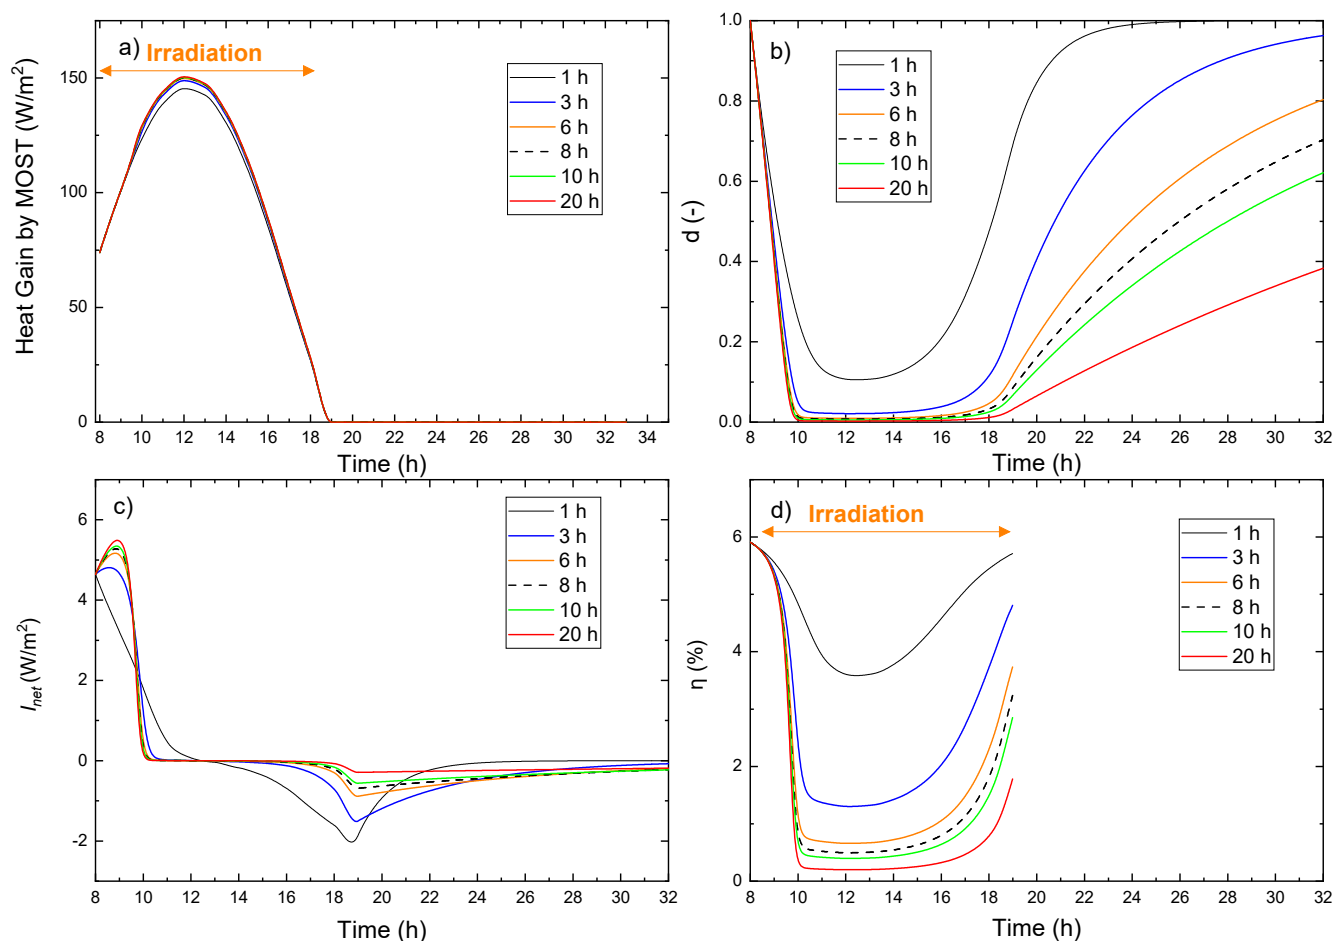 a)
Irradiation
Heat Gain by MOST (W/m²)
150
100
50
0
8 10 12 14 16 18 20 22 24 26 28 30 32 34
Time (h)
1 h
3 h
6 h
8 h
10 h
20 h
b)
d (-)
1.0
0.8
0.6
0.4
0.2
0.0
8 10 12 14 16 18 20 22 24 26 28 30 32
Time (h)
1 h
3 h
6 h
8 h
10 h
20 h
c)
I_net (W/m²)
6
4
2
0
-2
8 10 12 14 16 18 20 22 24 26 28 30 32
Time (h)
1 h
3 h
6 h
8 h
10 h
20 h
d)
Irradiation
η (%)
6
4
2
0
8 10 12 14 16 18 20 22 24 26 28 30 32
Time (h)
1 h
3 h
6 h
8 h
10 h
20 h